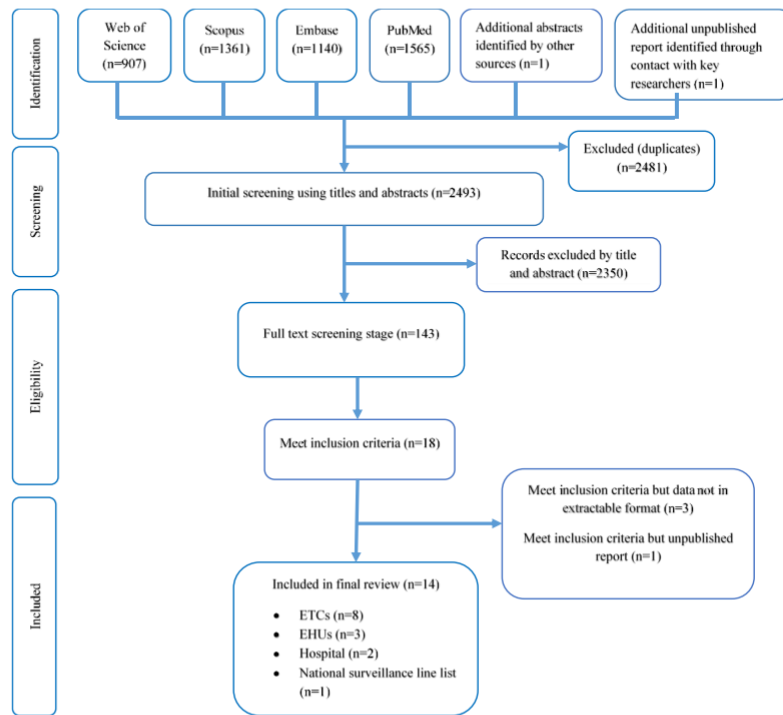 Identification
Web of
Science
(n=907)
Scopus
(n=1361)
Embase
(n=1140)
PubMed
(n=1565)
Additional abstracts
identified by other
sources (n=1)
Additional unpublished
report identified through
contact with key
researchers (n=1)
Excluded (duplicates)
(n=2481)
Screening
Initial screening using titles and abstracts (n=2493)
Records excluded by title
and abstract (n=2350)
Eligibility
Full text screening stage (n=143)
Meet inclusion criteria (n=18)
Meet inclusion criteria but data not in
extractable format (n=3)
Meet inclusion criteria but unpublished
report (n=1)
Included
Included in final review (n=14)
• ETCs (n=8)
• EHUs (n=3)
• Hospital (n=2)
• National surveillance line list
(n=1)